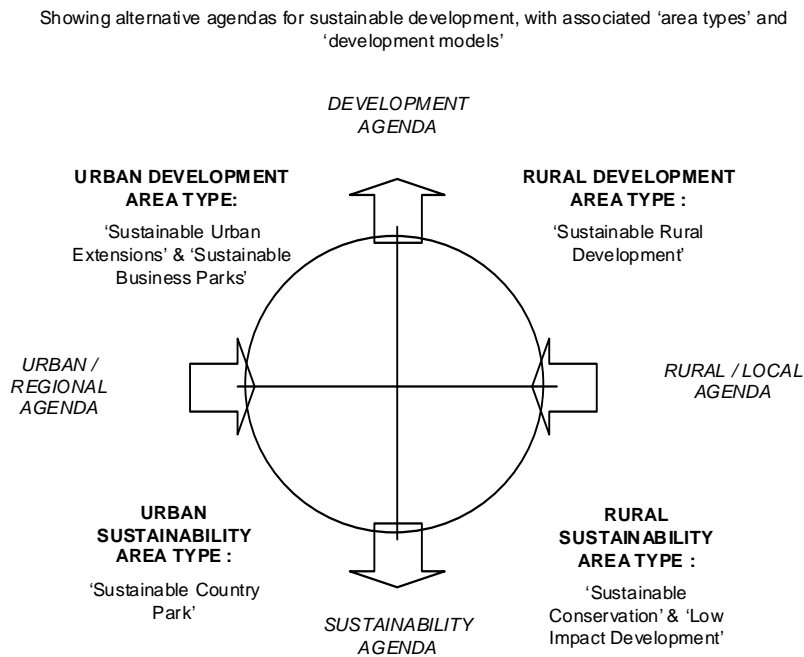 Showing alternative agendas for sustainable development, with associated ‘area types’ and
‘development models’
DEVELOPMENT
AGENDA
URBAN DEVELOPMENT
AREA TYPE:
‘Sustainable Urban
Extensions’ & ‘Sustainable
Business Parks’
RURAL DEVELOPMENT
AREA TYPE :
‘Sustainable Rural
Development’
URBAN /
REGIONAL
AGENDA
RURAL / LOCAL
AGENDA
URBAN
SUSTAINABILITY
AREA TYPE :
‘Sustainable Country
Park’
RURAL
SUSTAINABILITY
AREA TYPE :
‘Sustainable
Conservation’ & ‘Low
Impact Development’
SUSTAINABILITY
AGENDA